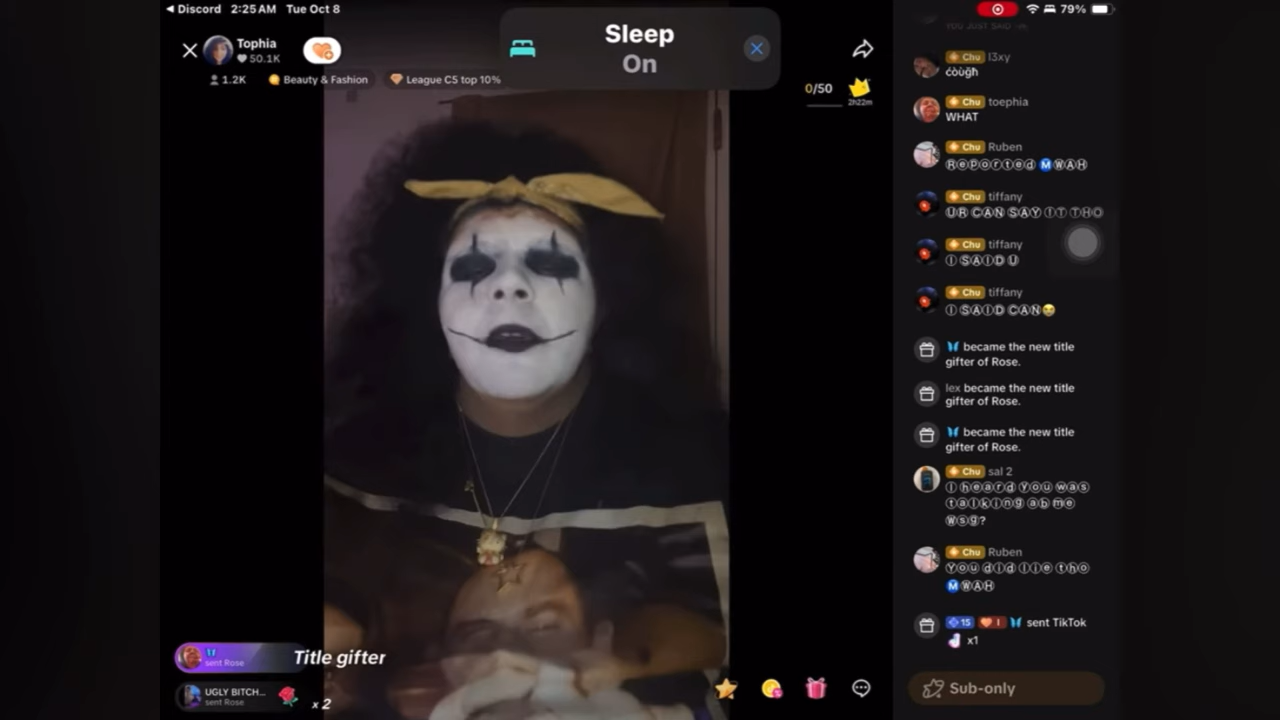 Discord 2:25 AM Tue Oct 8
79%
Sleep
On
Tophia
50.1K
1.2K Beauty & Fashion League C5 top 10%
0/50
2h22m
YOU JUST SAID
l3xy
ċòùğħ
Chu toephia
WHAT
Chu Ruben
Ⓡⓔⓟⓞⓡⓣⓔⓓ ⓂⓌⒶⒽ
Chu tiffany
ⓊⓇ ⒸⒶⓃ ⓈⒶⓎ ⒾⓉ ⓉⒽⓄ
Chu tiffany
Ⓘ ⓈⒶⒾⒹ Ⓤ
Chu tiffany
Ⓘ ⓈⒶⒾⒹ ⒸⒶⓃ😭
🦋 became the new title
gifter of Rose.
lex became the new title
gifter of Rose.
🦋 became the new title
gifter of Rose.
Chu sal 2
Ⓘ ⓗⓔⓐⓡⓓ ⓨⓞⓤ ⓦⓐⓢ
ⓣⓐⓛⓚⓘⓝⓖ ⓐⓑ ⓜⓔ
ⓦⓢⓖ?
Chu Ruben
Ⓨⓞⓤ ⓓⓘⓓ ⓛⓘⓔ ⓣⓗⓞ
ⓂⓌⒶⒽ
15 1 🦋 sent TikTok
x1
Sub-only
🦋
sent Rose
Title gifter
UGLY BITCH...
sent Rose
x 2